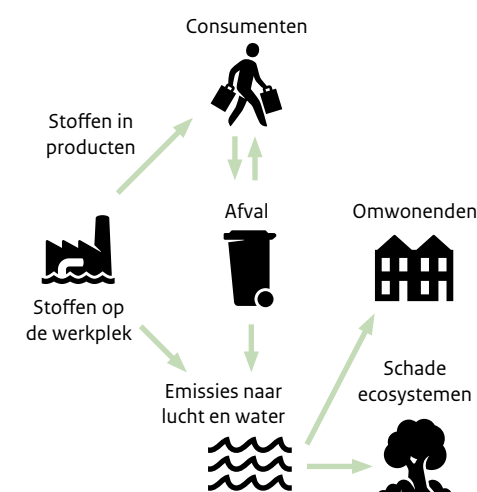 Consumenten
Stoffen in
producten
Afval
Omwonenden
Stoffen op
de werkplek
Schade
ecosystemen
Emissies naar
lucht en water